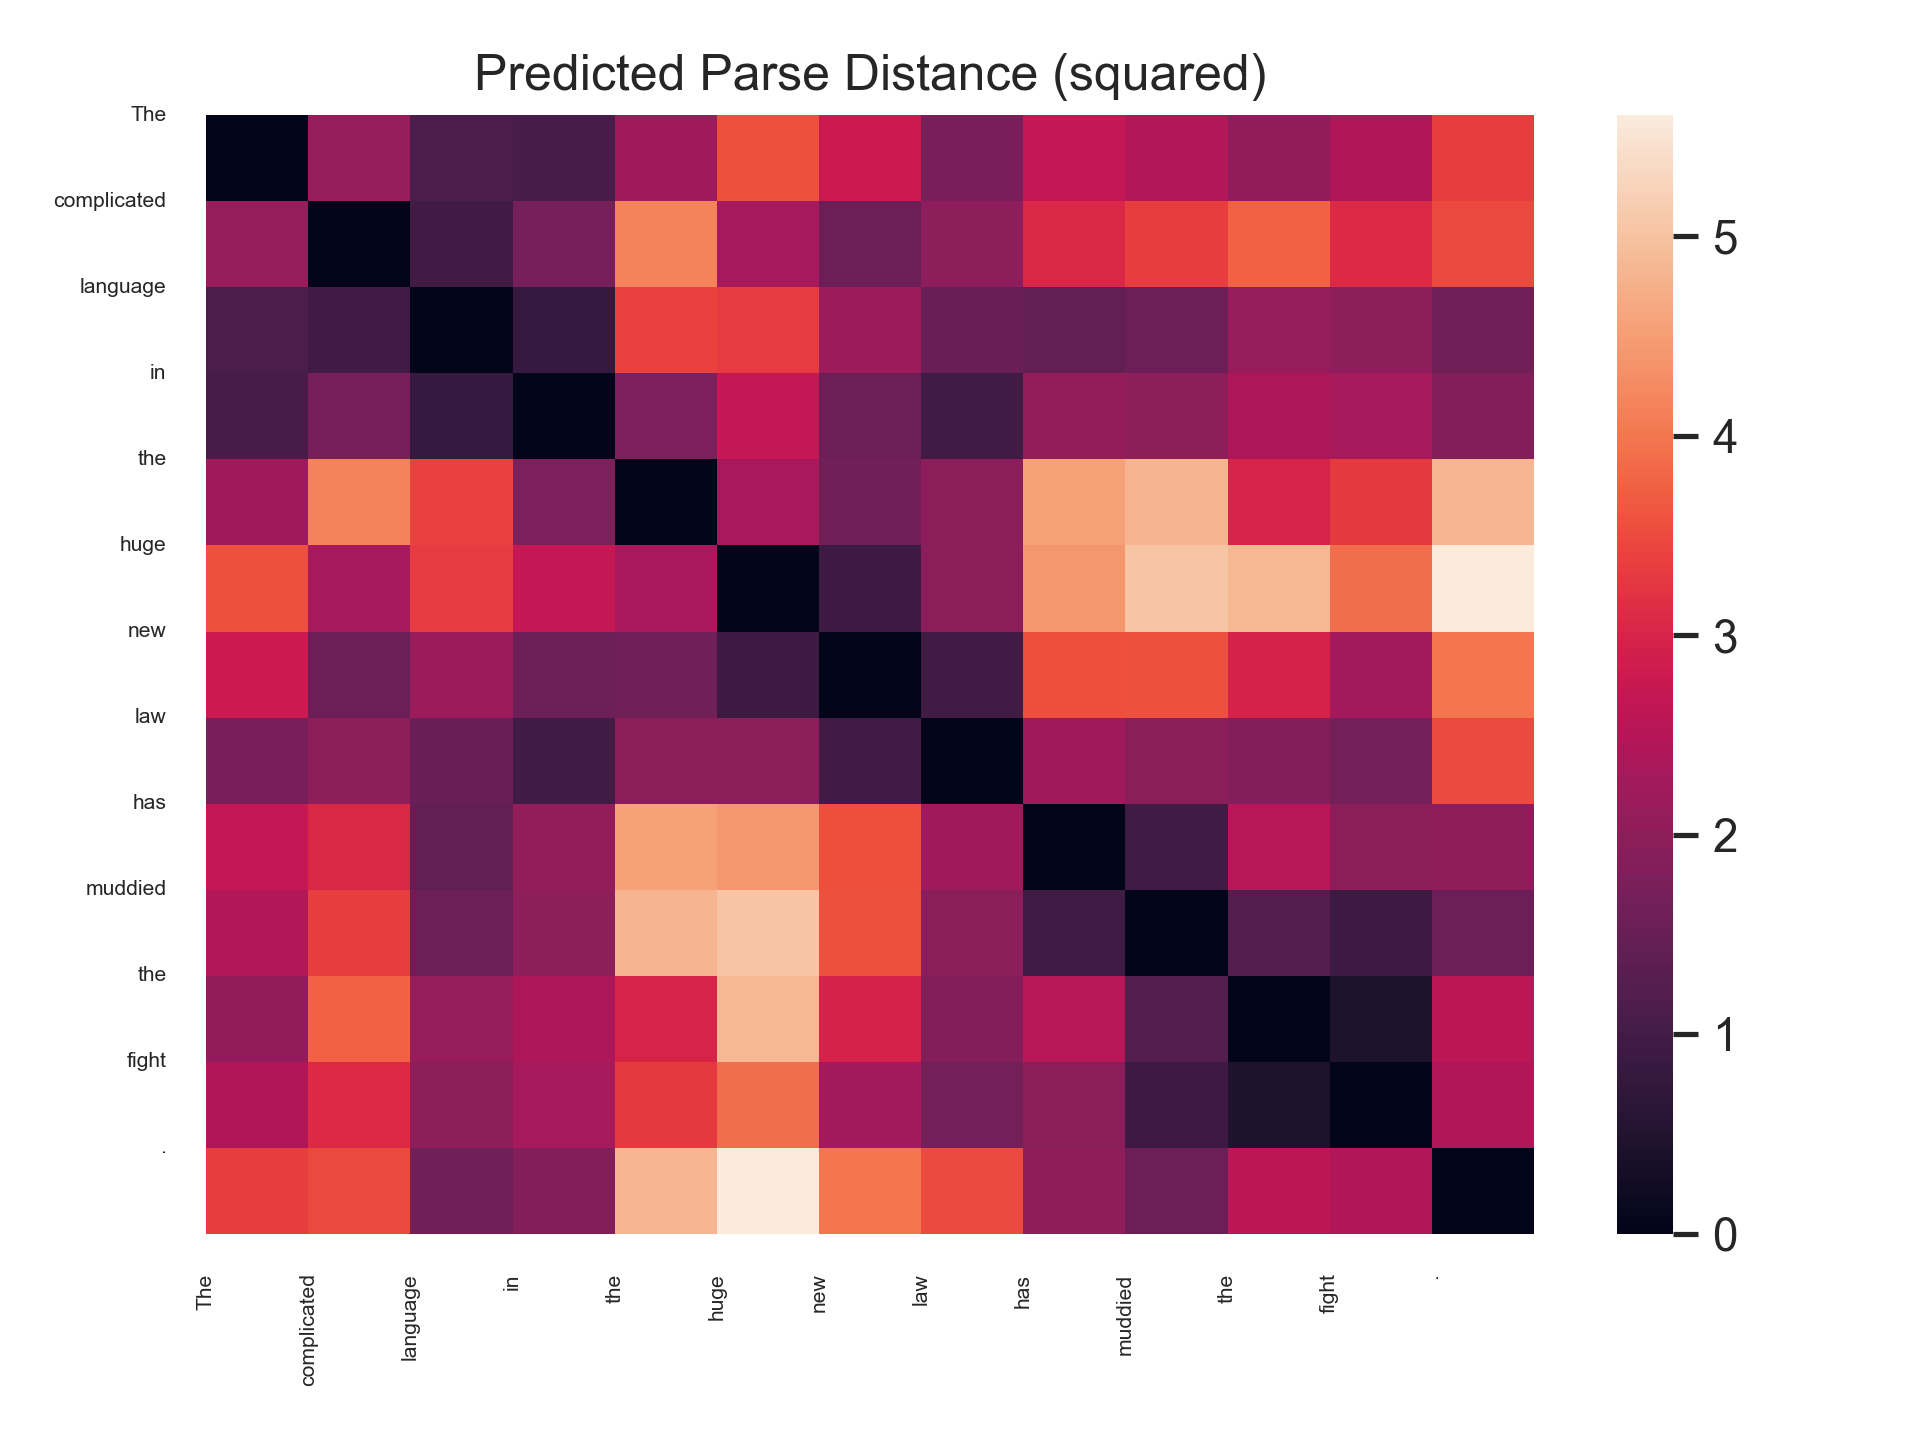 Predicted Parse Distance (squared)
The
complicated
language
in
the
huge
new
law
has
muddied
the
fight
.
The
complicated
language
in
the
huge
new
law
has
muddied
the
fight
.
5
4
3
2
1
0